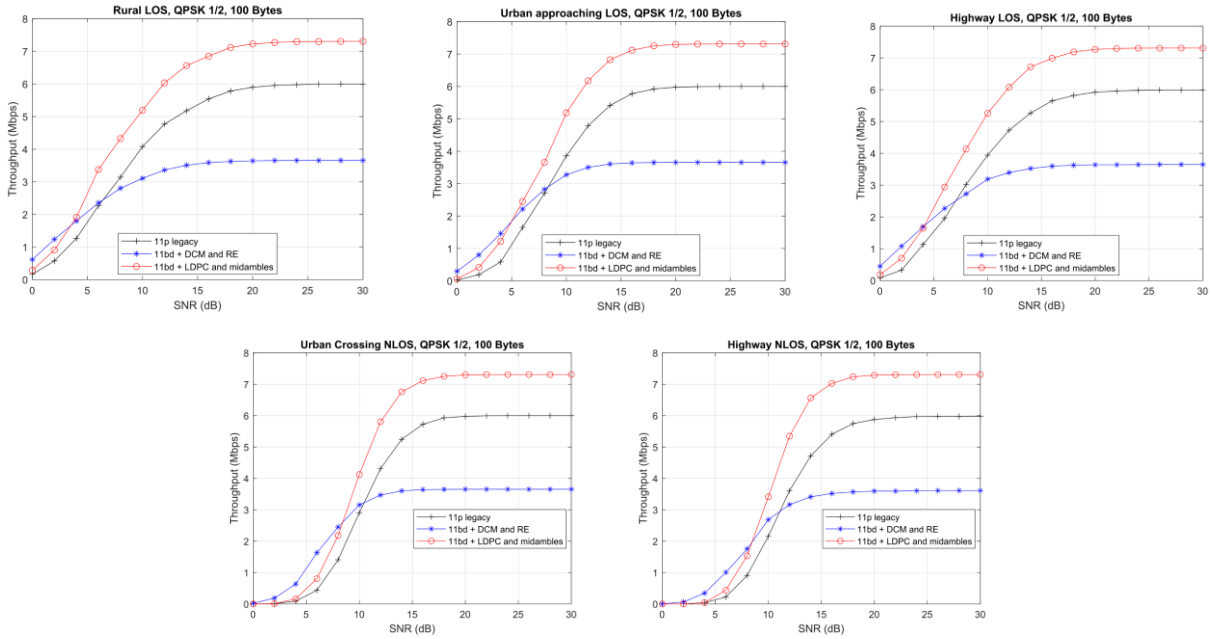 Rural LOS, QPSK 1/2, 100 Bytes
8
7
6
5
4
3
2
1
0
Throughput (Mbps)
11p legacy
11bd + DCM and RE
11bd + LDPC and midambles
0 5 10 15 20 25 30
SNR (dB)
Urban approaching LOS, QPSK 1/2, 100 Bytes
8
7
6
5
4
3
2
1
0
Throughput (Mbps)
11p legacy
11bd + DCM and RE
11bd + LDPC and midambles
0 5 10 15 20 25 30
SNR (dB)
Highway LOS, QPSK 1/2, 100 Bytes
8
7
6
5
4
3
2
1
0
Throughput (Mbps)
11p legacy
11bd + DCM and RE
11bd + LDPC and midambles
0 5 10 15 20 25 30
SNR (dB)
Urban Crossing NLOS, QPSK 1/2, 100 Bytes
8
7
6
5
4
3
2
1
0
Throughput (Mbps)
11p legacy
11bd + DCM and RE
11bd + LDPC and midambles
0 5 10 15 20 25 30
SNR (dB)
Highway NLOS, QPSK 1/2, 100 Bytes
8
7
6
5
4
3
2
1
0
Throughput (Mbps)
11p legacy
11bd + DCM and RE
11bd + LDPC and midambles
0 5 10 15 20 25 30
SNR (dB)